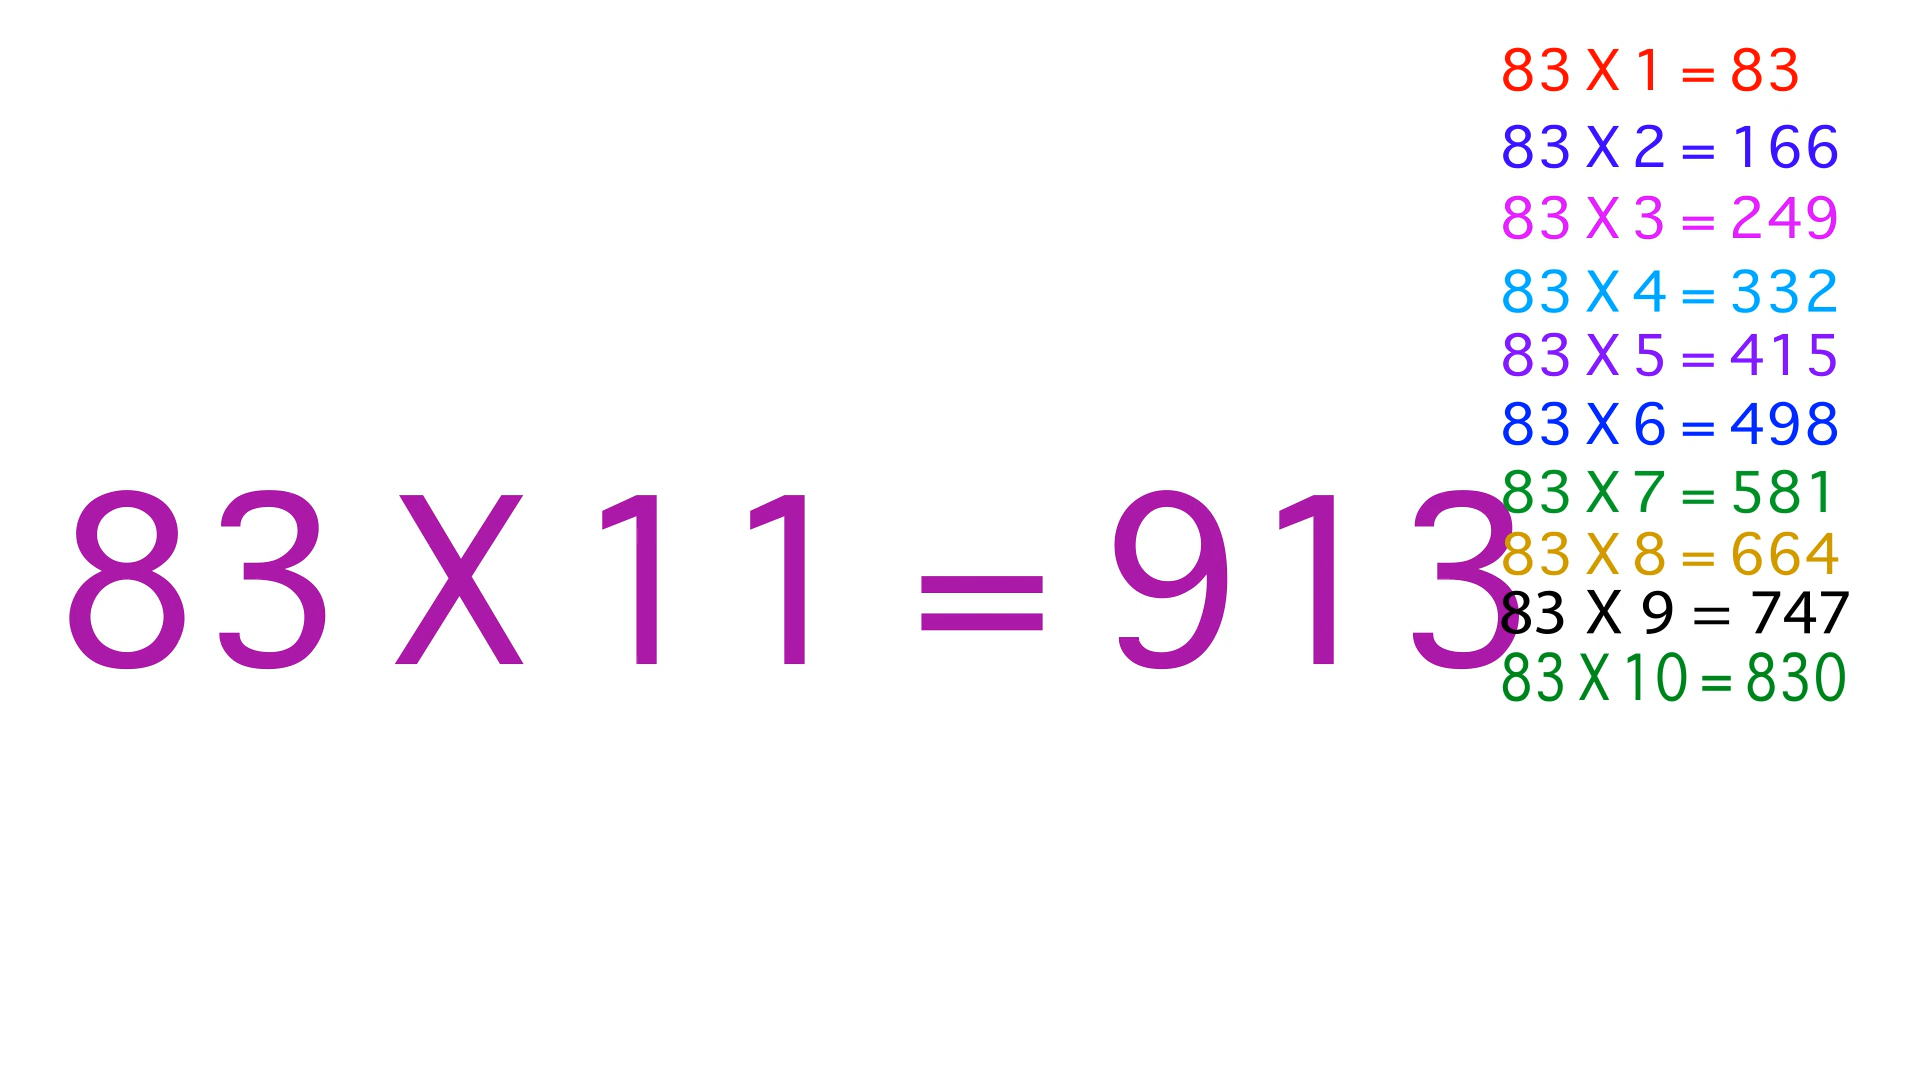 83 X 1 = 83
83 X 2 = 166
83 X 3 = 249
83 X 4 = 332
83 X 5 = 415
83 X 6 = 498
83 X 7 = 581
83 X 8 = 664
83 X 9 = 747
83 X 10 = 830
83 X 11 = 913